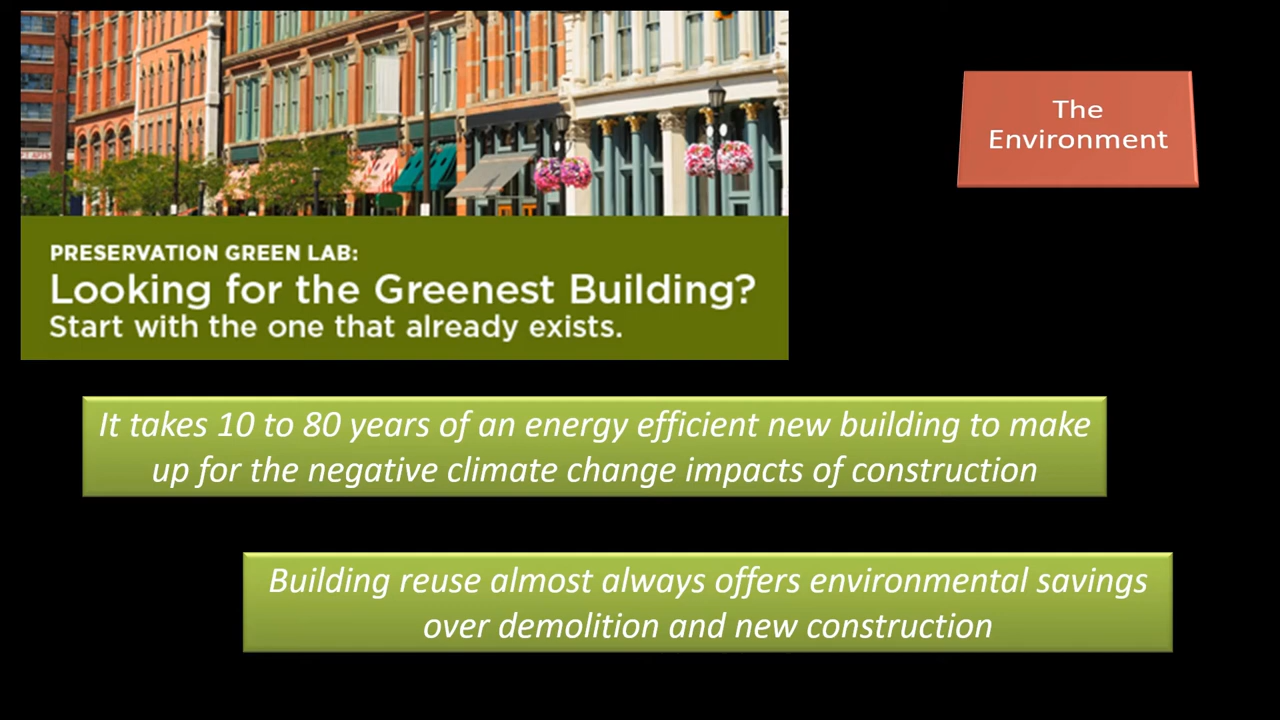 The
Environment
PRESERVATION GREEN LAB:
Looking for the Greenest Building?
Start with the one that already exists.
It takes 10 to 80 years of an energy efficient new building to make
up for the negative climate change impacts of construction
Building reuse almost always offers environmental savings
over demolition and new construction